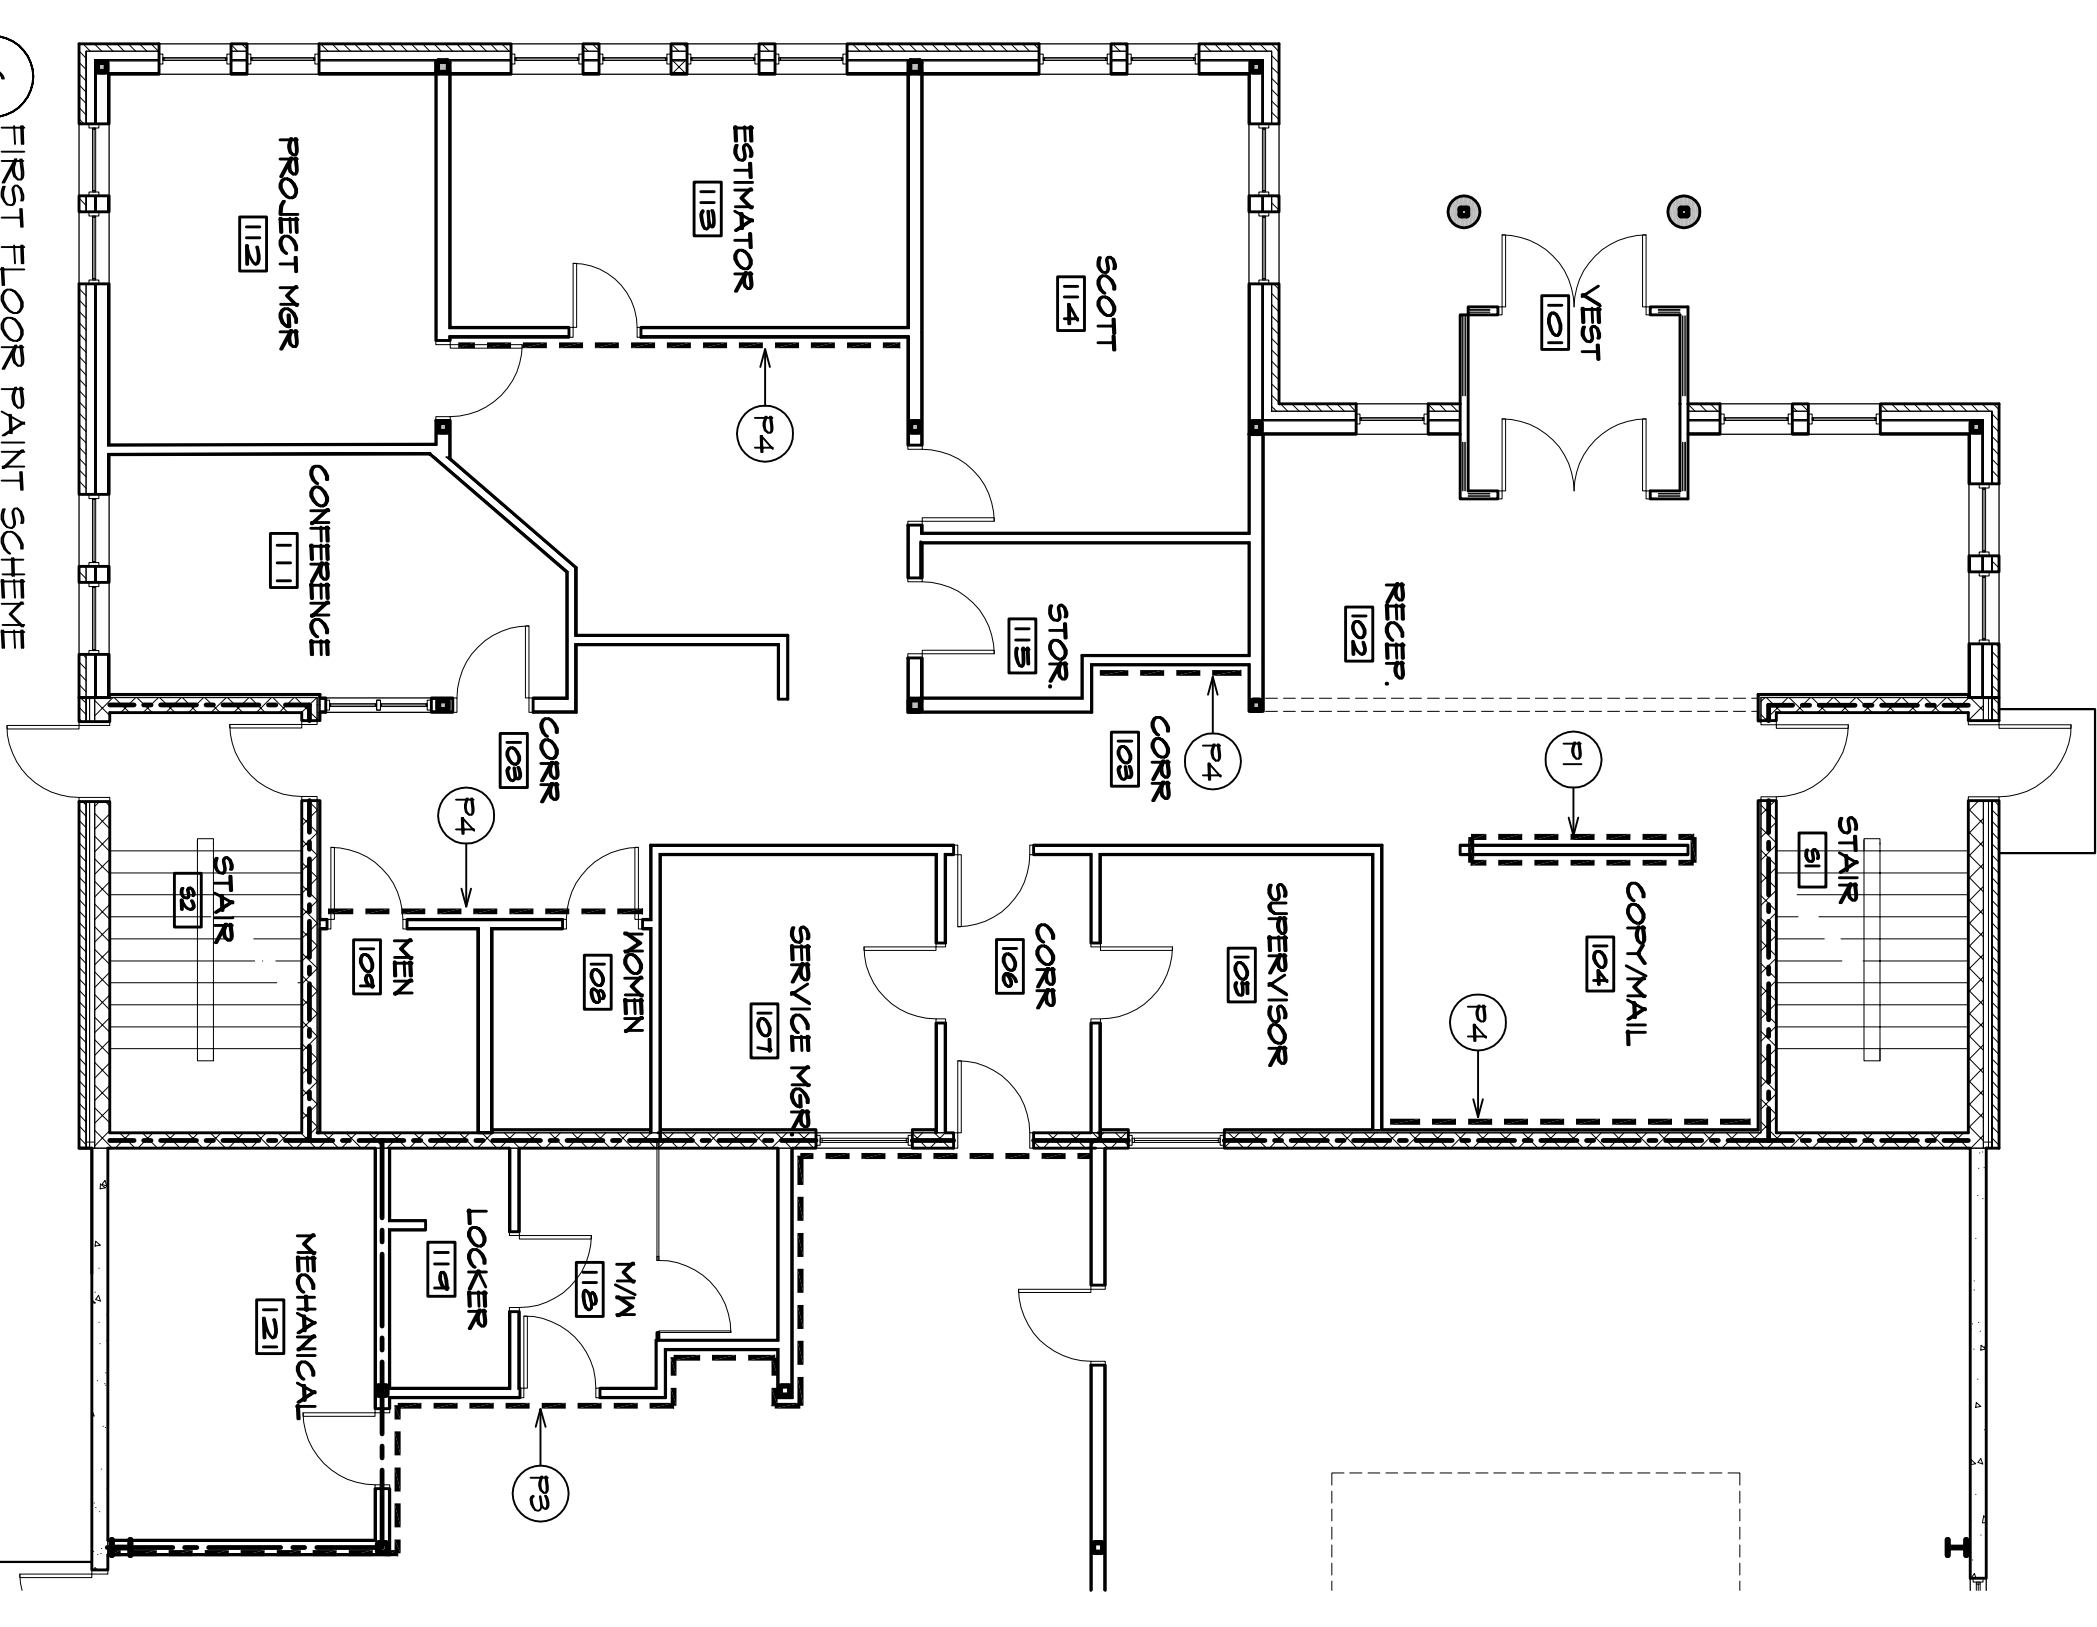 FIRST FLOOR PAINT SCHEME
PROJECT MGR
112
ESTIMATOR
113
SCOTT
114
VEST
101
P4
CONFERENCE
111
STOR.
115
RECEP.
102
CORR
103
CORR
103
P4
P1
P4
STAIR
S2
MEN
109
WOMEN
108
SERVICE MGR.
107
CORR
106
SUPERVISOR
105
COPY/MAIL
104
STAIR
S1
P4
MECHANICAL
121
LOCKER
119
M/W
118
P3